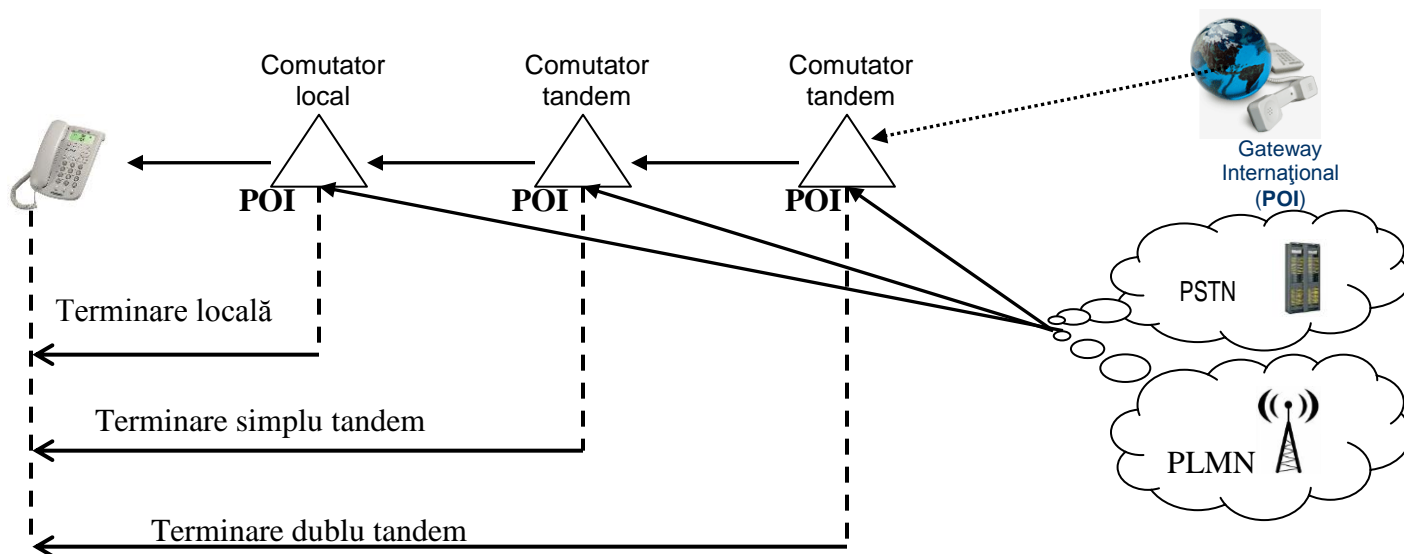 Comutator
local
Comutator
tandem
Comutator
tandem
Gateway
Internaţional
(POI)
POI
POI
POI
PSTN
Terminare locală
Terminare simplu tandem
PLMN
Terminare dublu tandem